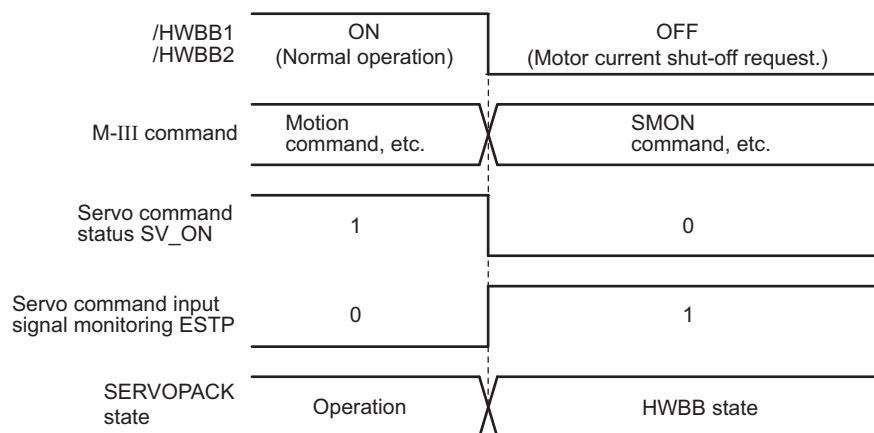 /HWBB1
/HWBB2
ON
(Normal operation)
OFF
(Motor current shut-off request.)
M-III command
Motion
command, etc.
SMON
command, etc.
Servo command
status SV_ON
1
0
Servo command input
signal monitoring ESTP
0
1
SERVOPACK
state
Operation
HWBB state